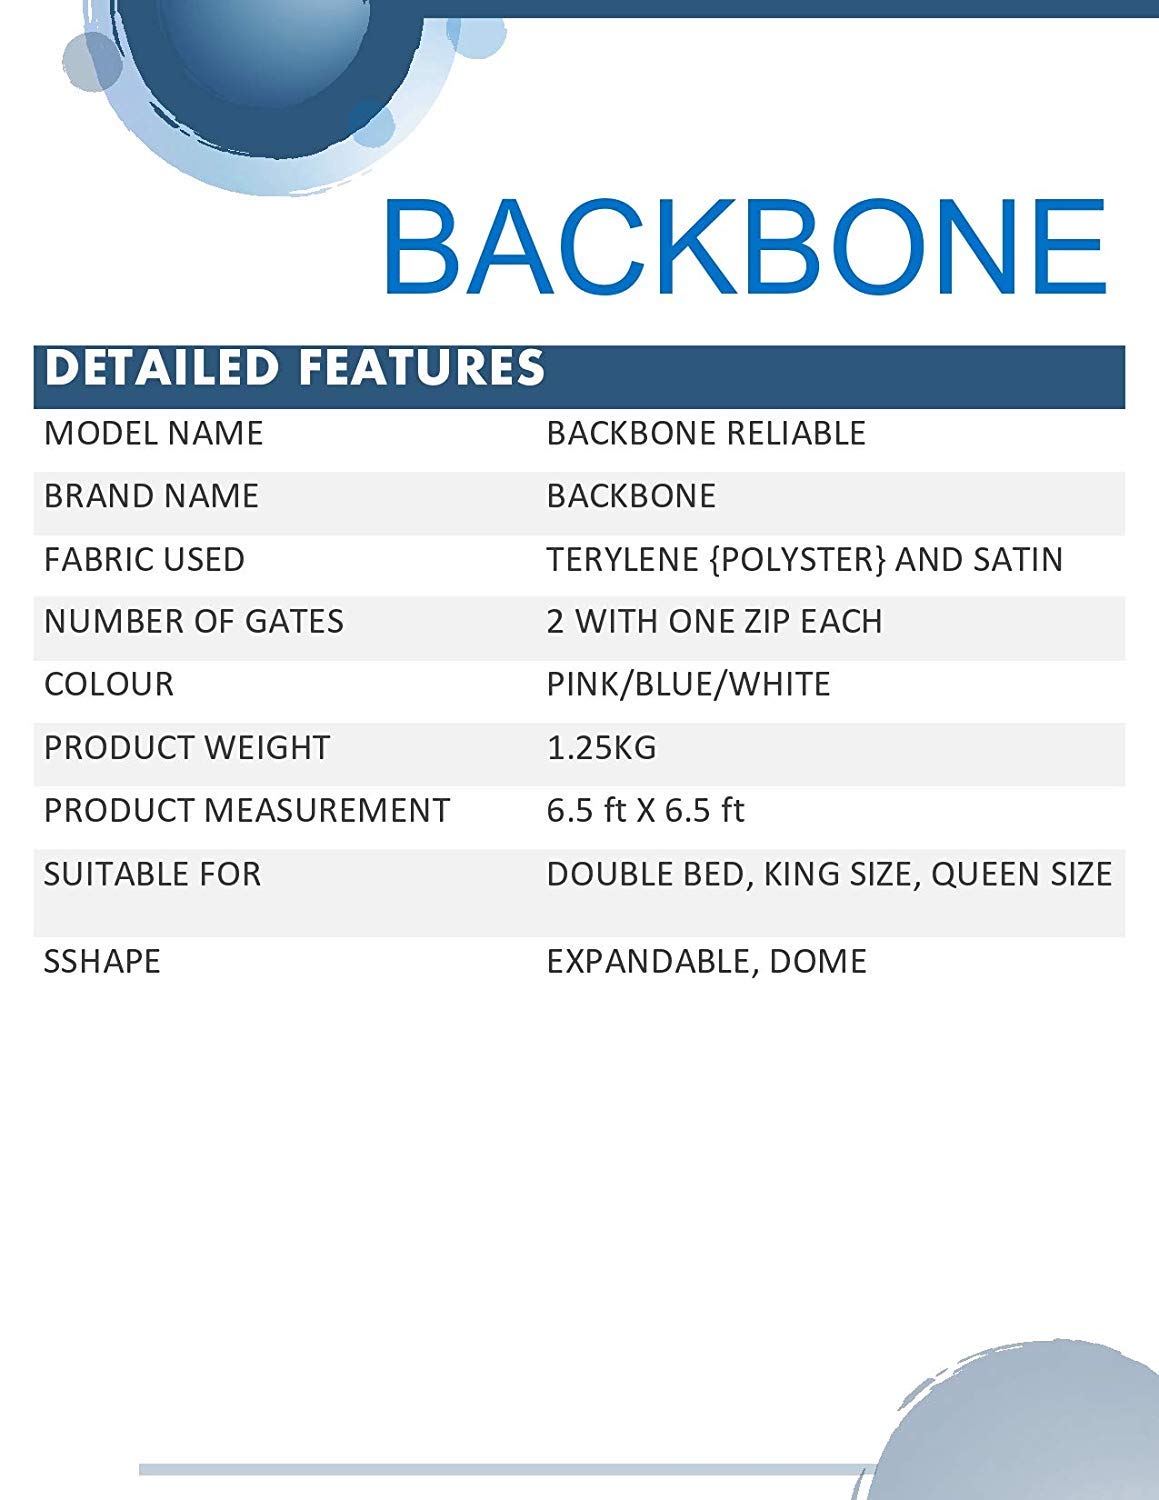 BACKBONE
DETAILED FEATURES
MODEL NAME BACKBONE RELIABLE
BRAND NAME BACKBONE
FABRIC USED TERYLENE {POLYSTER} AND SATIN
NUMBER OF GATES 2 WITH ONE ZIP EACH
COLOUR PINK/BLUE/WHITE
PRODUCT WEIGHT 1.25KG
PRODUCT MEASUREMENT 6.5 ft X 6.5 ft
SUITABLE FOR DOUBLE BED, KING SIZE, QUEEN SIZE
SSHAPE EXPANDABLE, DOME